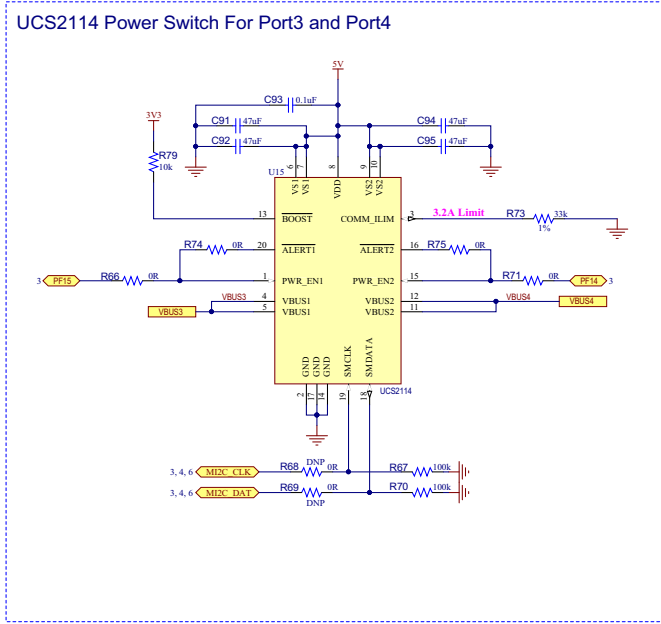 UCS2114 Power Switch For Port3 and Port4
5V
C93 0.1uF
3V3
C91 47uF
C94 47uF
C92 47uF
C95 47uF
R79
10k
6 7 8 9 10
U15
VS1 VS1 VDD VS2 VS2
13 BOOST
COMM_ILIM 3 3.2A Limit R73 33k
1%
R74 0R 20 ALERT1
ALERT2 16 R75 0R
3 PF15 R66 0R 1 PWR_EN1
PWR_EN2 15 R71 0R PF14 3
VBUS3 4 VBUS1
VBUS2 12 VBUS4 VBUS4
VBUS3 5 VBUS1
VBUS2 11
GND GND GND SMCLK SMDATA
UCS2114
2 17 14 19 18
DNP
3, 4, 6 MI2C_CLK R68 0R R67 100k
3, 4, 6 MI2C_DAT R69 0R R70 100k
DNP